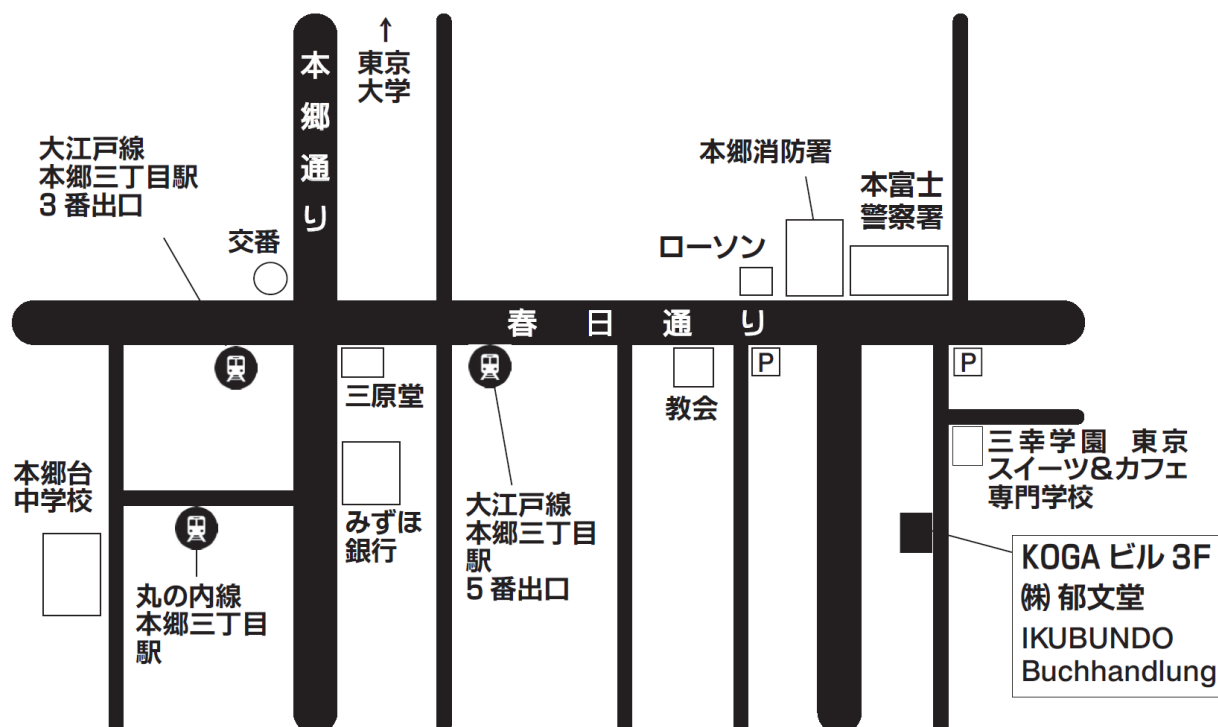 ↑
東京
大学
本郷通り
大江戸線
本郷三丁目駅
3 番出口
交番
本郷消防署
本富士
警察署
ローソン
春日通り
三原堂
教会
P
P
本郷台
中学校
みずほ
銀行
大江戸線
本郷三丁目
駅
5 番出口
三幸学園 東京
スイーツ&カフェ
専門学校
丸の内線
本郷三丁目
駅
KOGA ビル 3F
㈱ 郁文堂
IKUBUNDO
Buchhandlung